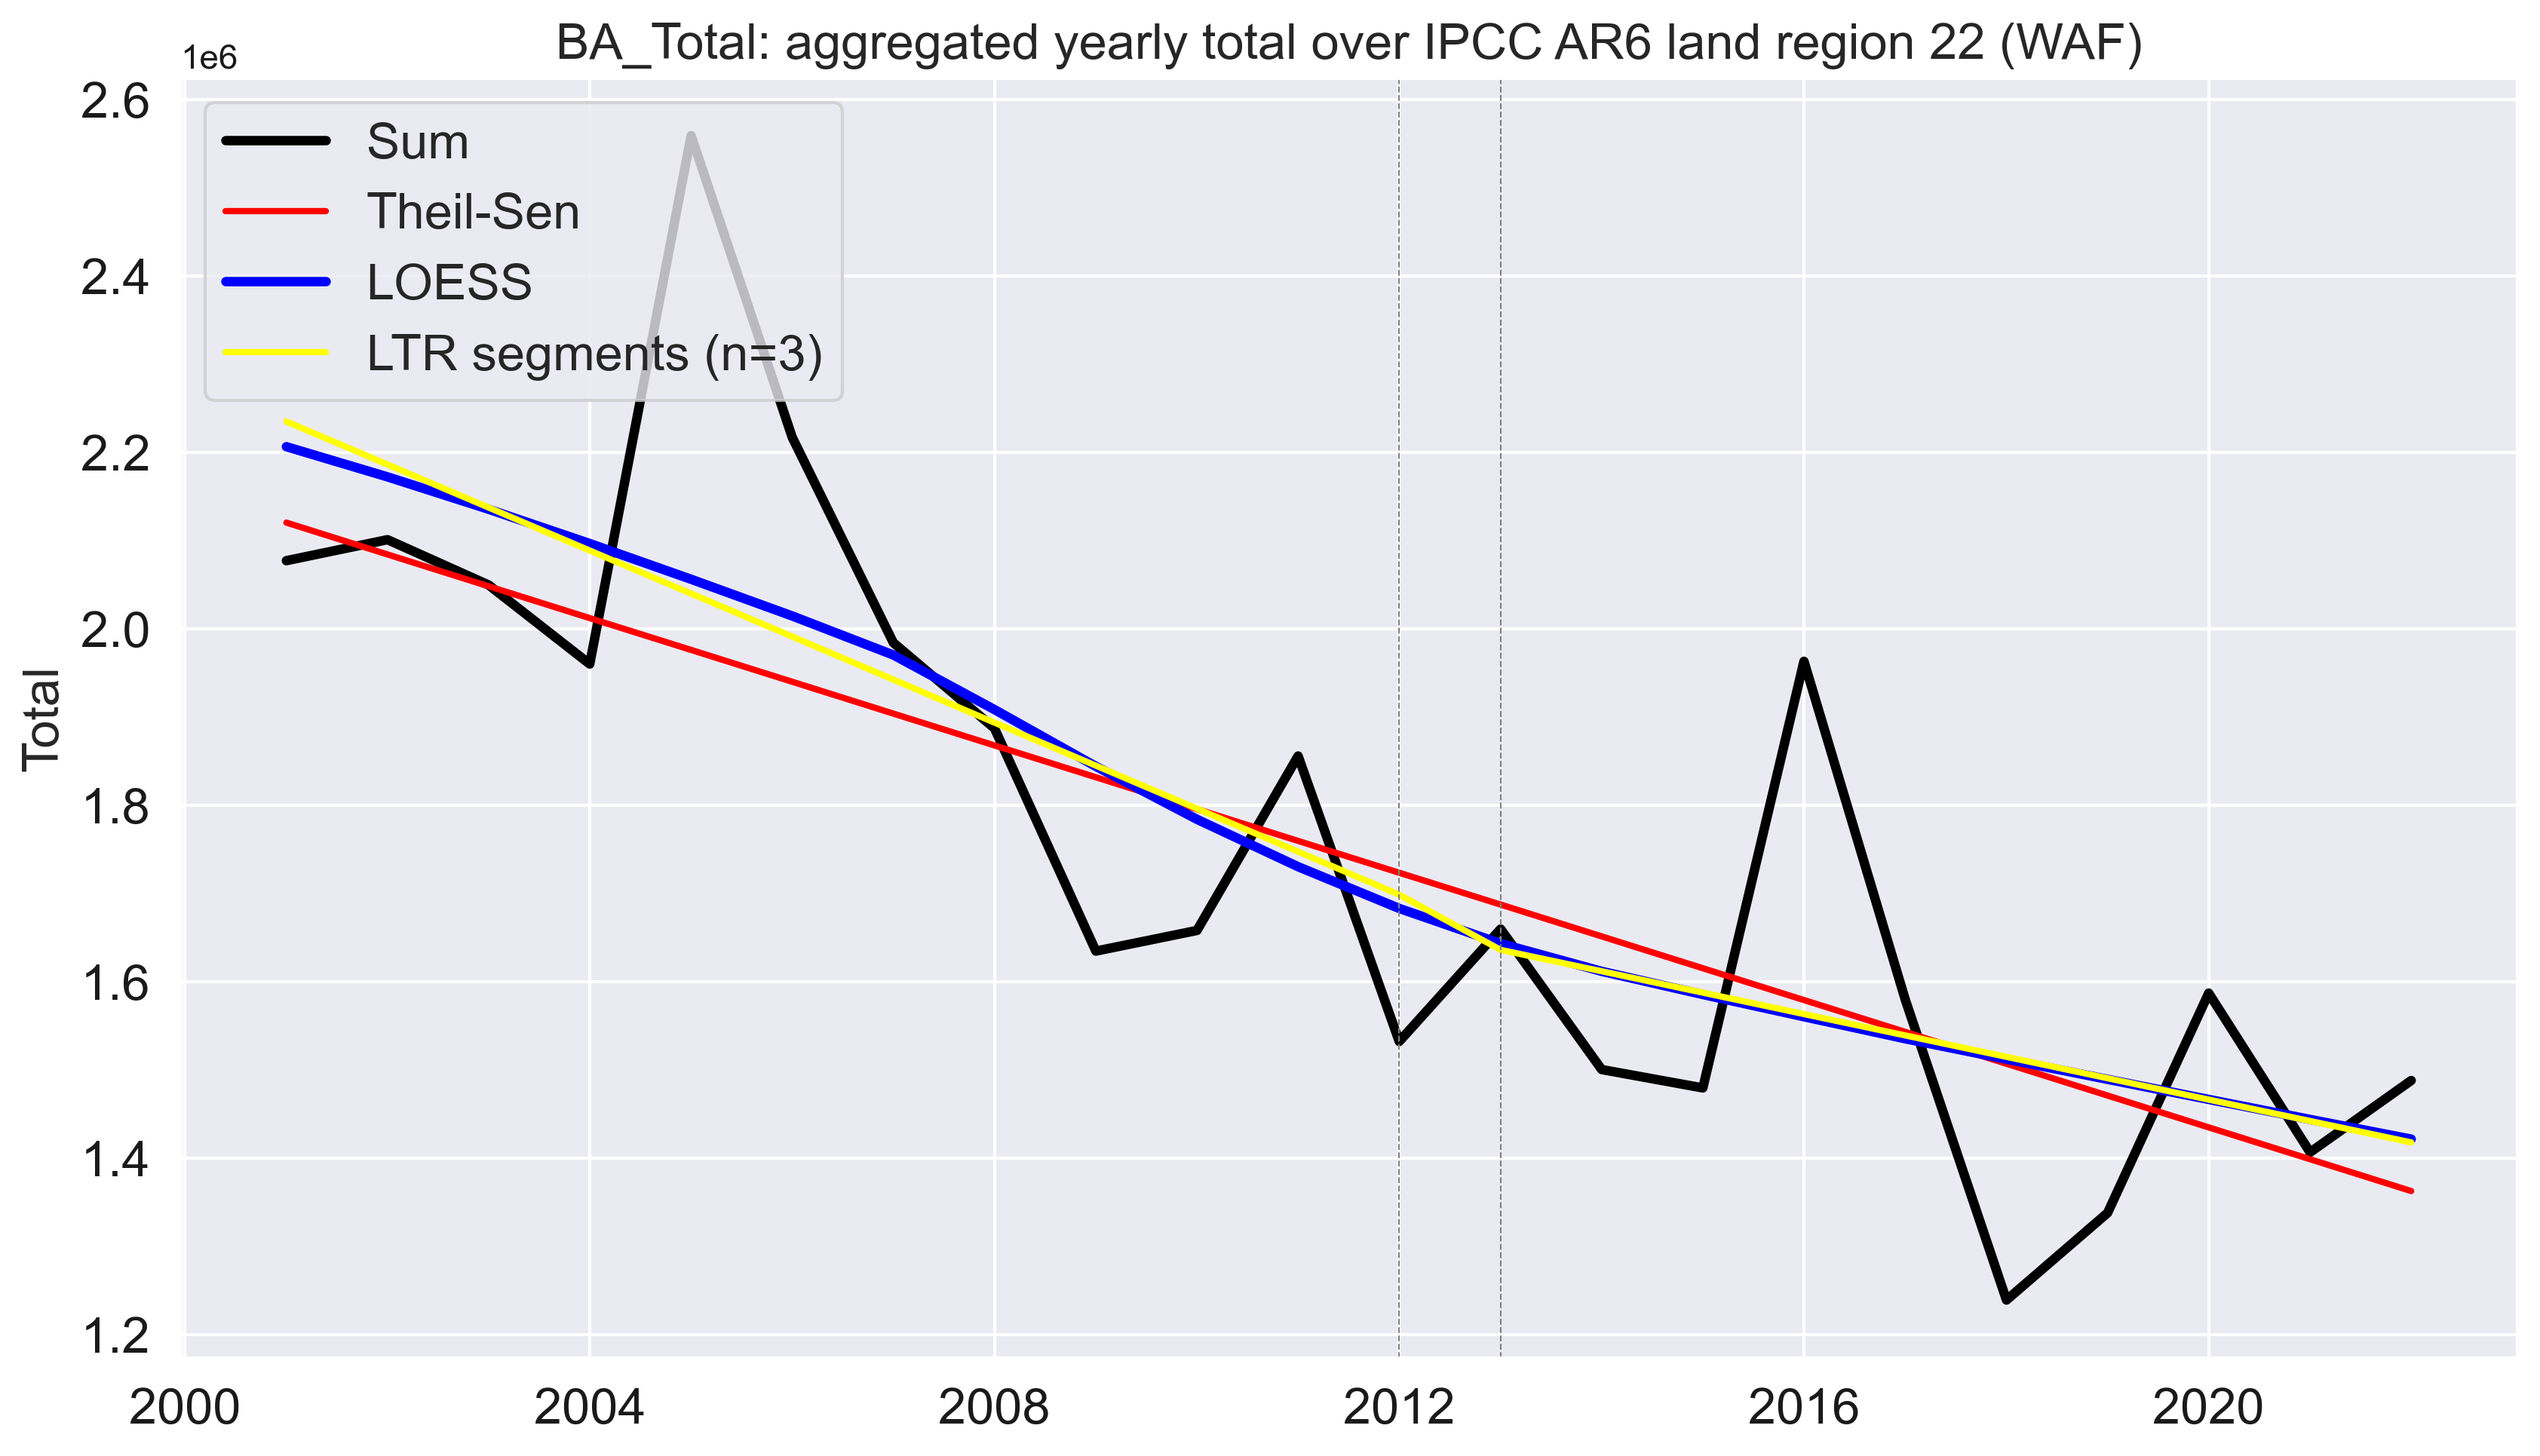 BA_Total: aggregated yearly total over IPCC AR6 land region 22 (WAF)
1e6
2.6
2.4
2.2
2.0
1.8
1.6
1.4
1.2
Total
Sum
Theil-Sen
LOESS
LTR segments (n=3)
2000 2004 2008 2012 2016 2020